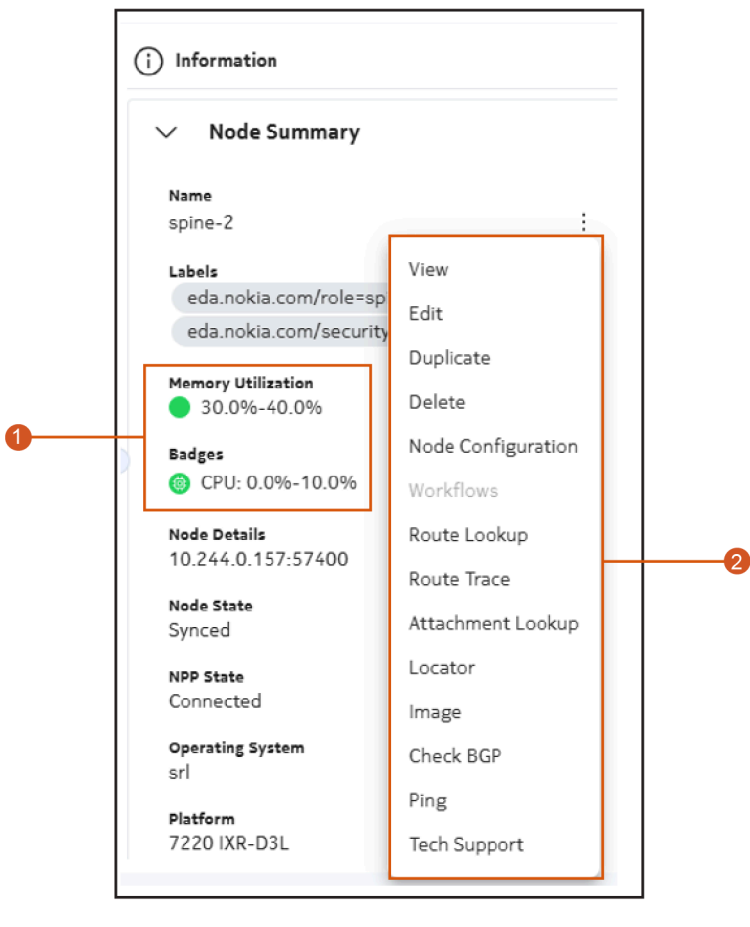 Information
Node Summary
Name
spine-2
Labels
eda.nokia.com/role=sp
eda.nokia.com/security
Memory Utilization
30.0%-40.0%
Badges
CPU: 0.0%-10.0%
Node Details
10.244.0.157:57400
Node State
Synced
NPP State
Connected
Operating System
srl
Platform
7220 IXR-D3L
View
Edit
Duplicate
Delete
Node Configuration
Workflows
Route Lookup
Route Trace
Attachment Lookup
Locator
Image
Check BGP
Ping
Tech Support
1
2